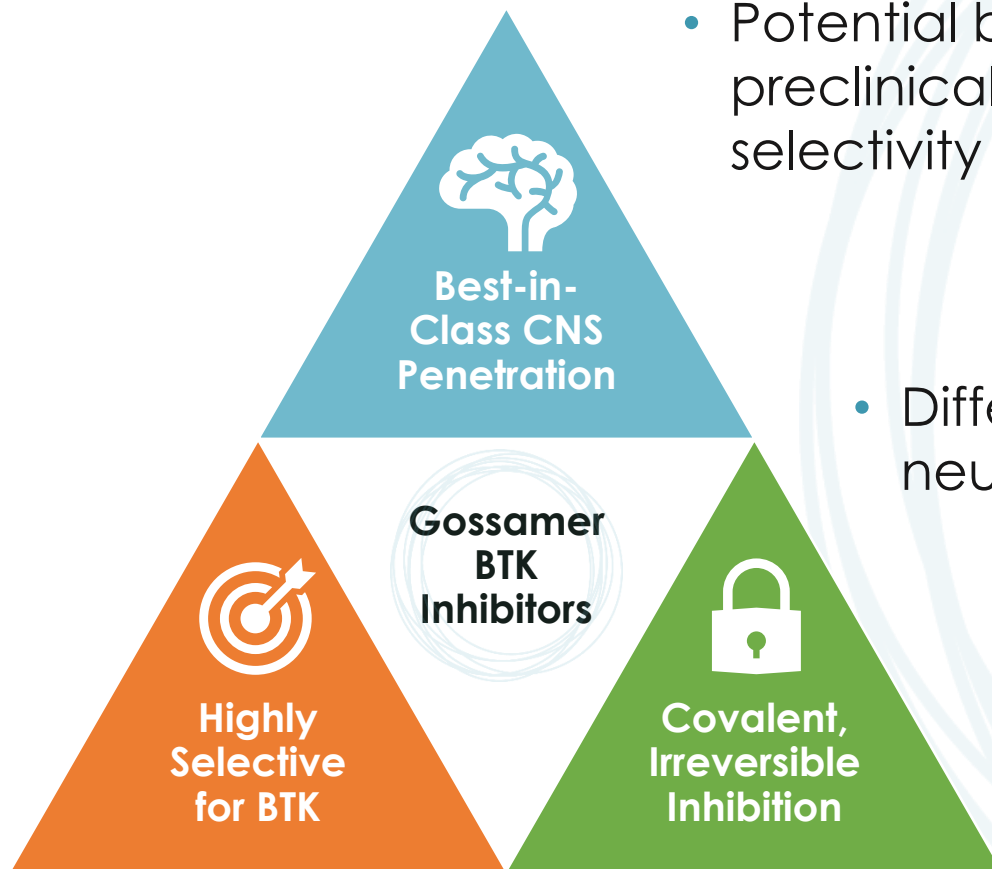 • Potential
preclinical
selectivity
Best-in-
Class CNS
Penetration
•
Gossamer
BTK
Inhibitors
Highly
Selective
for BTK
Covalent,
Irreversible
Inhibition